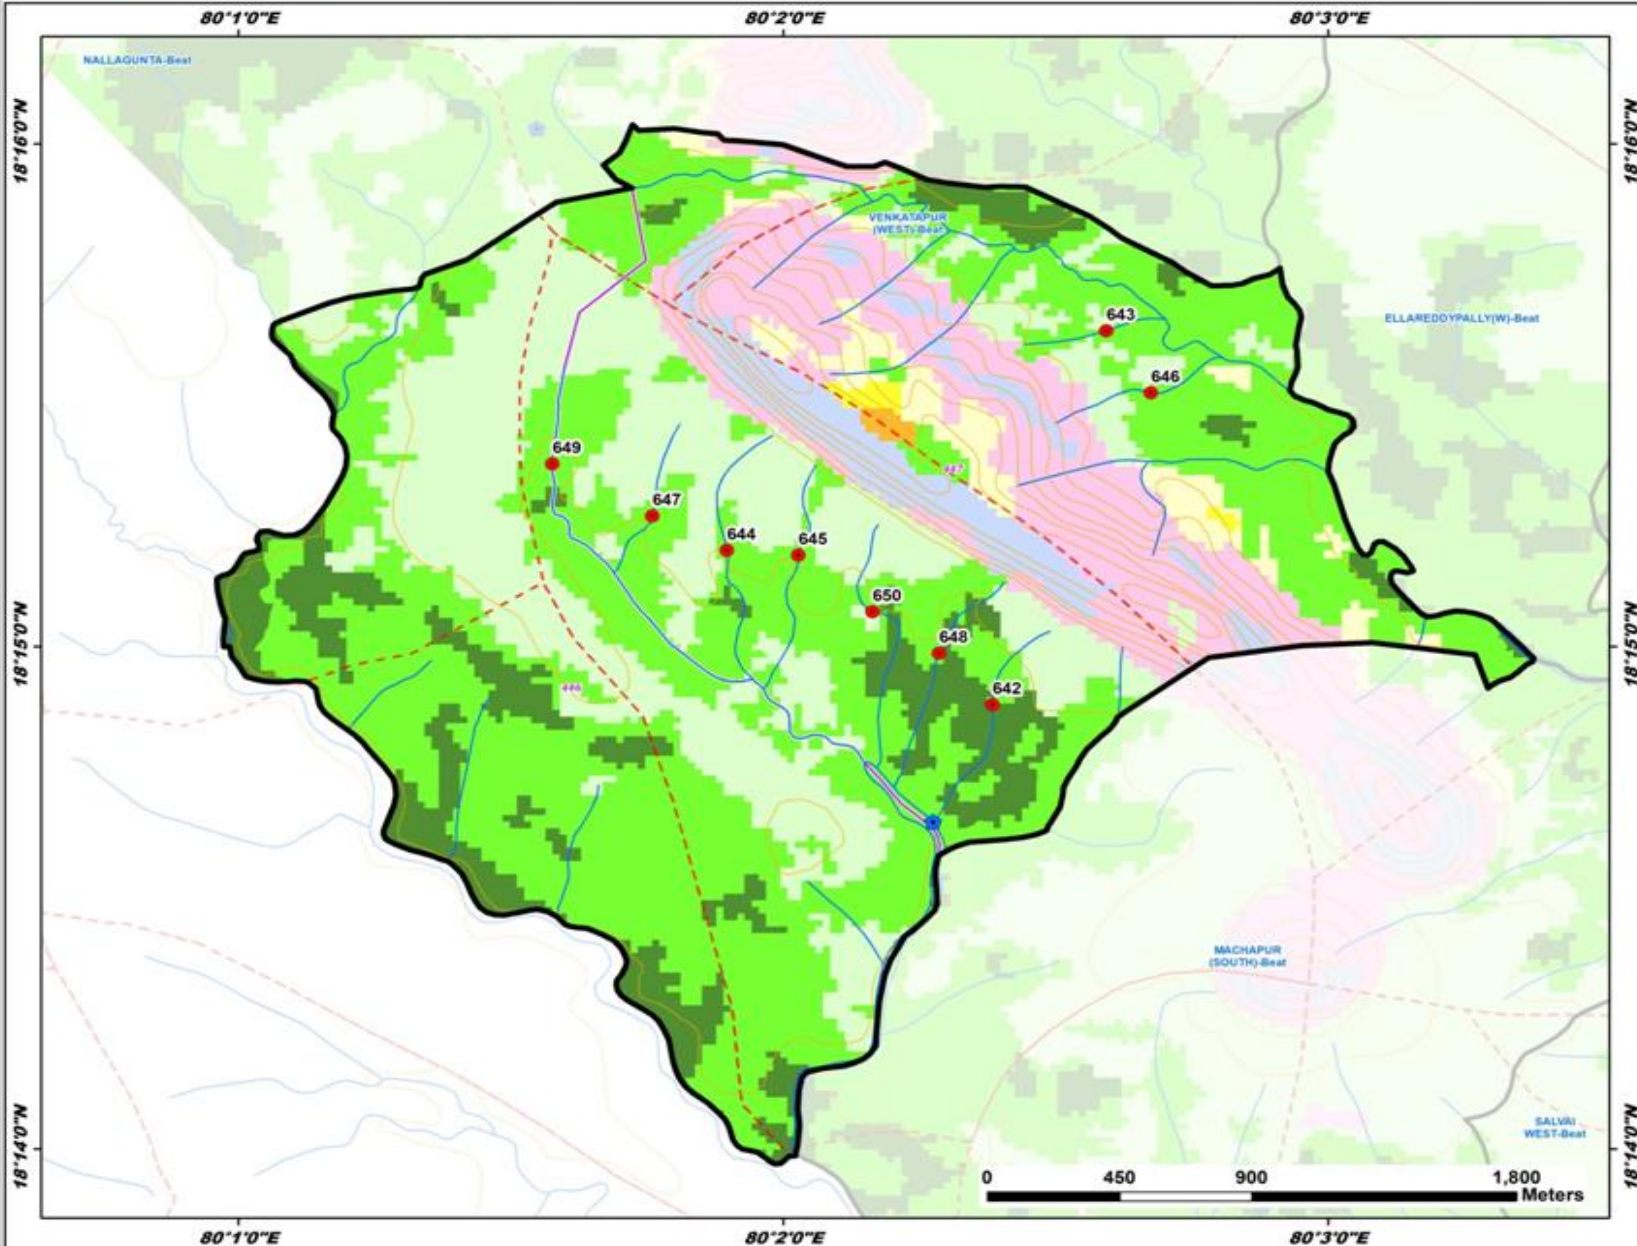 80°1'0"E 80°2'0"E 80°3'0"E
NALLAGUNTA-Beat
18°16'0"N 18°16'0"N
VENKATAPUR
(WEST)-Beat
ELLAREDDYPALLY(W)-Beat
643
646
649
447
647
644 645
650
648
18°15'0"N 18°15'0"N
446
642
MACHAPUR
(SOUTH)-Beat
SALVAI
WEST-Beat
18°14'0"N 18°14'0"N
0 450 900 1,800
Meters
80°1'0"E 80°2'0"E 80°3'0"E